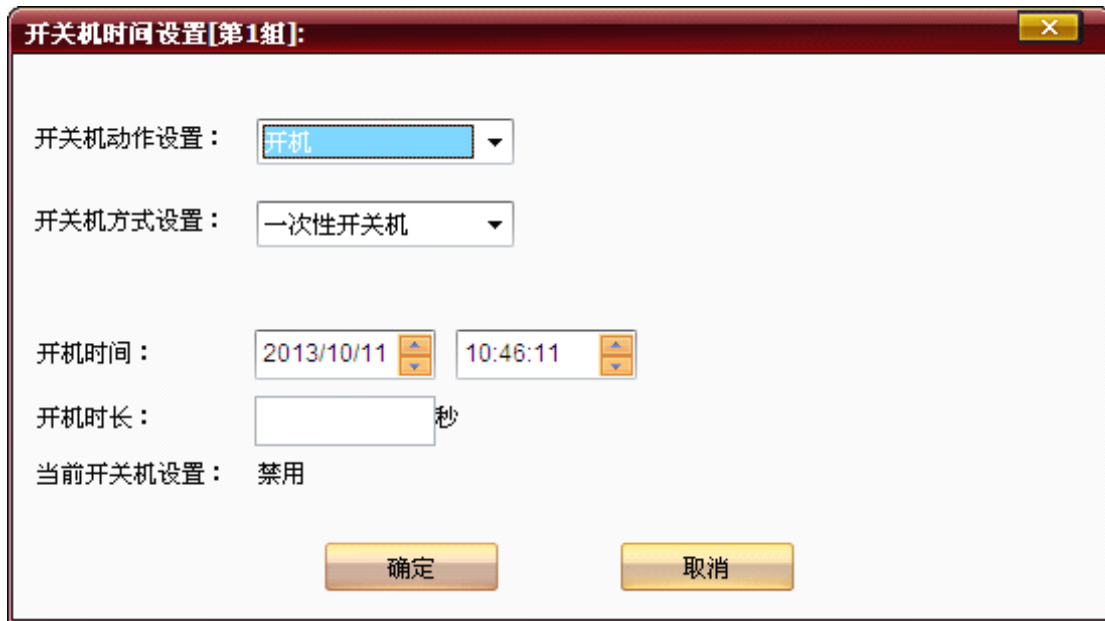 开关机时间设置[第1组]:
开关机动作设置： 开机
开关机方式设置： 一次性开关机
开机时间： 2013/10/11 10:46:11
开机时长： 秒
当前开关机设置： 禁用
确定 取消